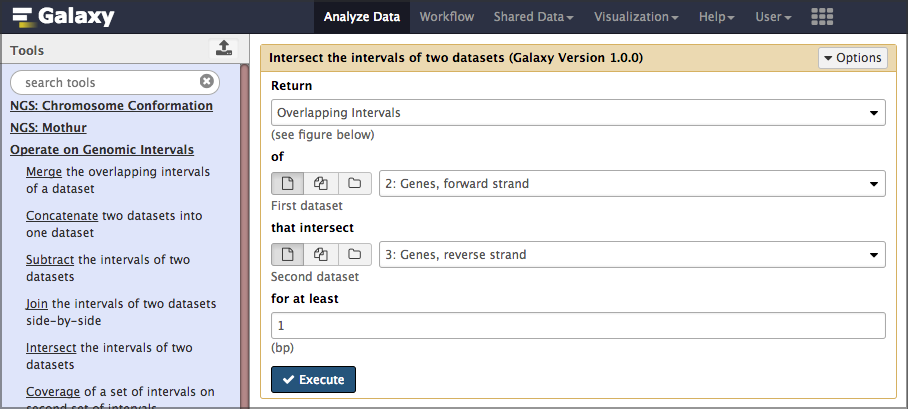 Galaxy
Analyze Data Workflow Shared Data Visualization Help User
Tools
search tools
NGS: Chromosome Conformation
NGS: Mothur
Operate on Genomic Intervals
Merge the overlapping intervals
of a dataset
Concatenate two datasets into
one dataset
Subtract the intervals of two
datasets
Join the intervals of two datasets
side-by-side
Intersect the intervals of two
datasets
Coverage of a set of intervals on
second set of intervals
Intersect the intervals of two datasets (Galaxy Version 1.0.0)
Options
Return
Overlapping Intervals
(see figure below)
of
2: Genes, forward strand
First dataset
that intersect
3: Genes, reverse strand
Second dataset
for at least
1
(bp)
Execute